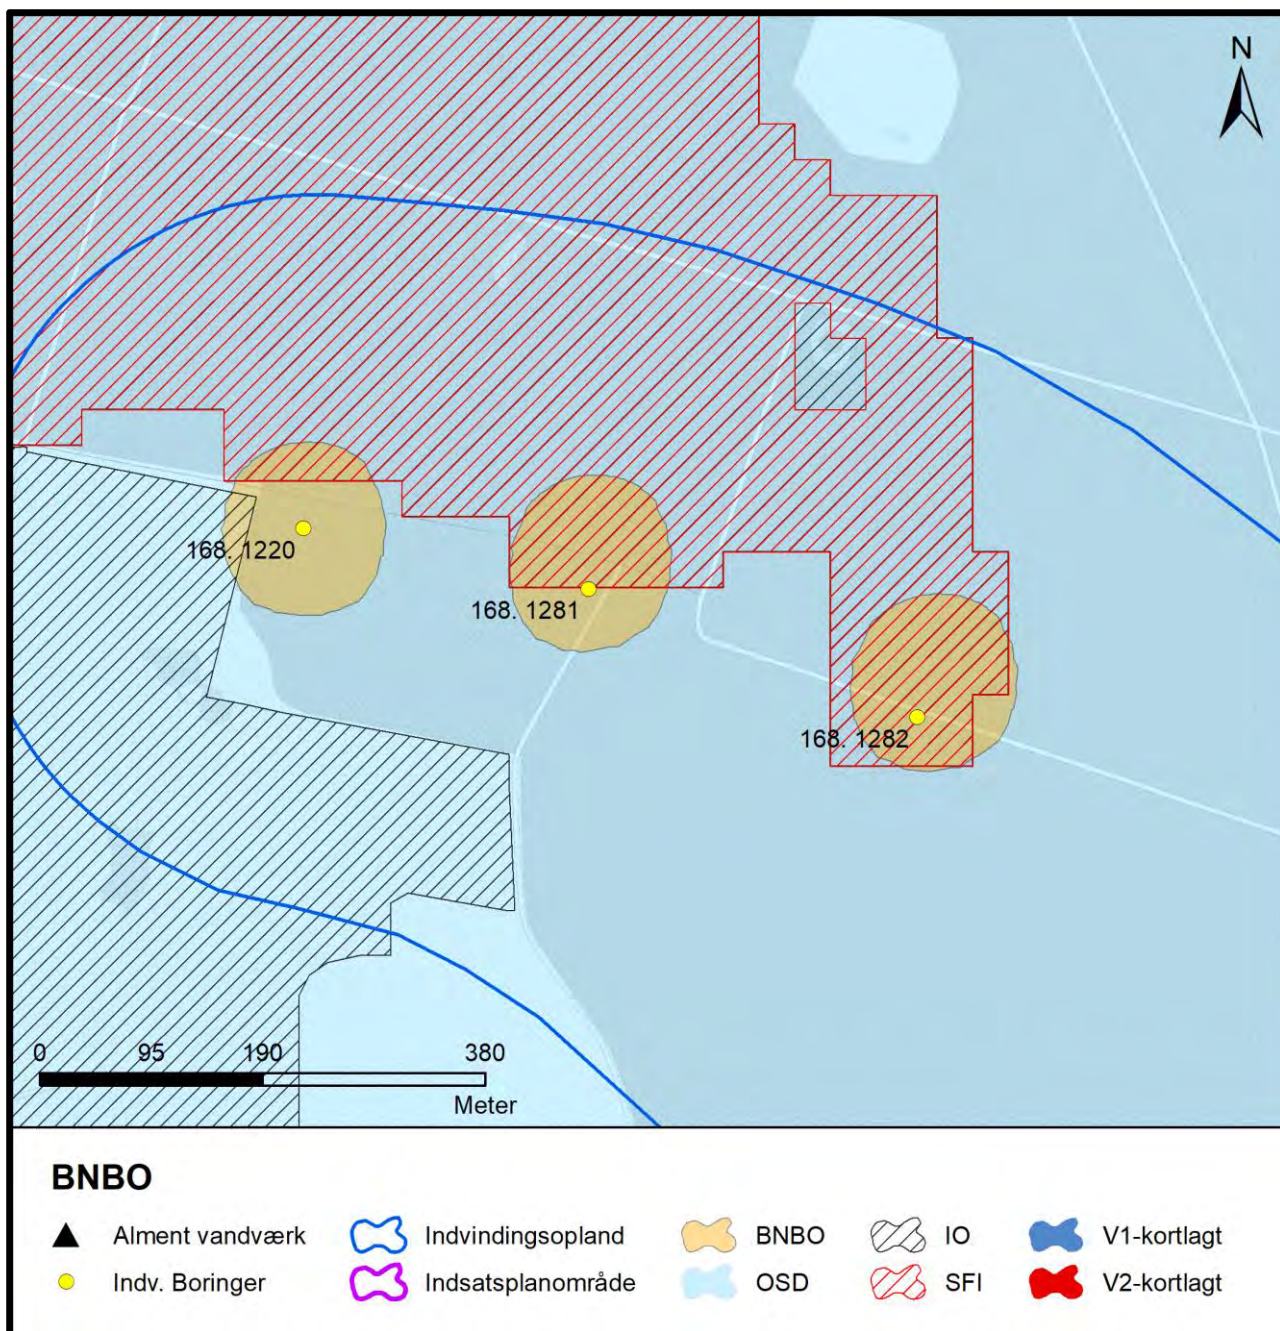 N
168. 1220
168. 1281
168. 1282
0 95 190 380
Meter
BNBO
Alment vandværk Indvindingsopland BNBO IO V1-kortlagt
Indv. Boringer Indsatsplanområde OSD SFI V2-kortlagt